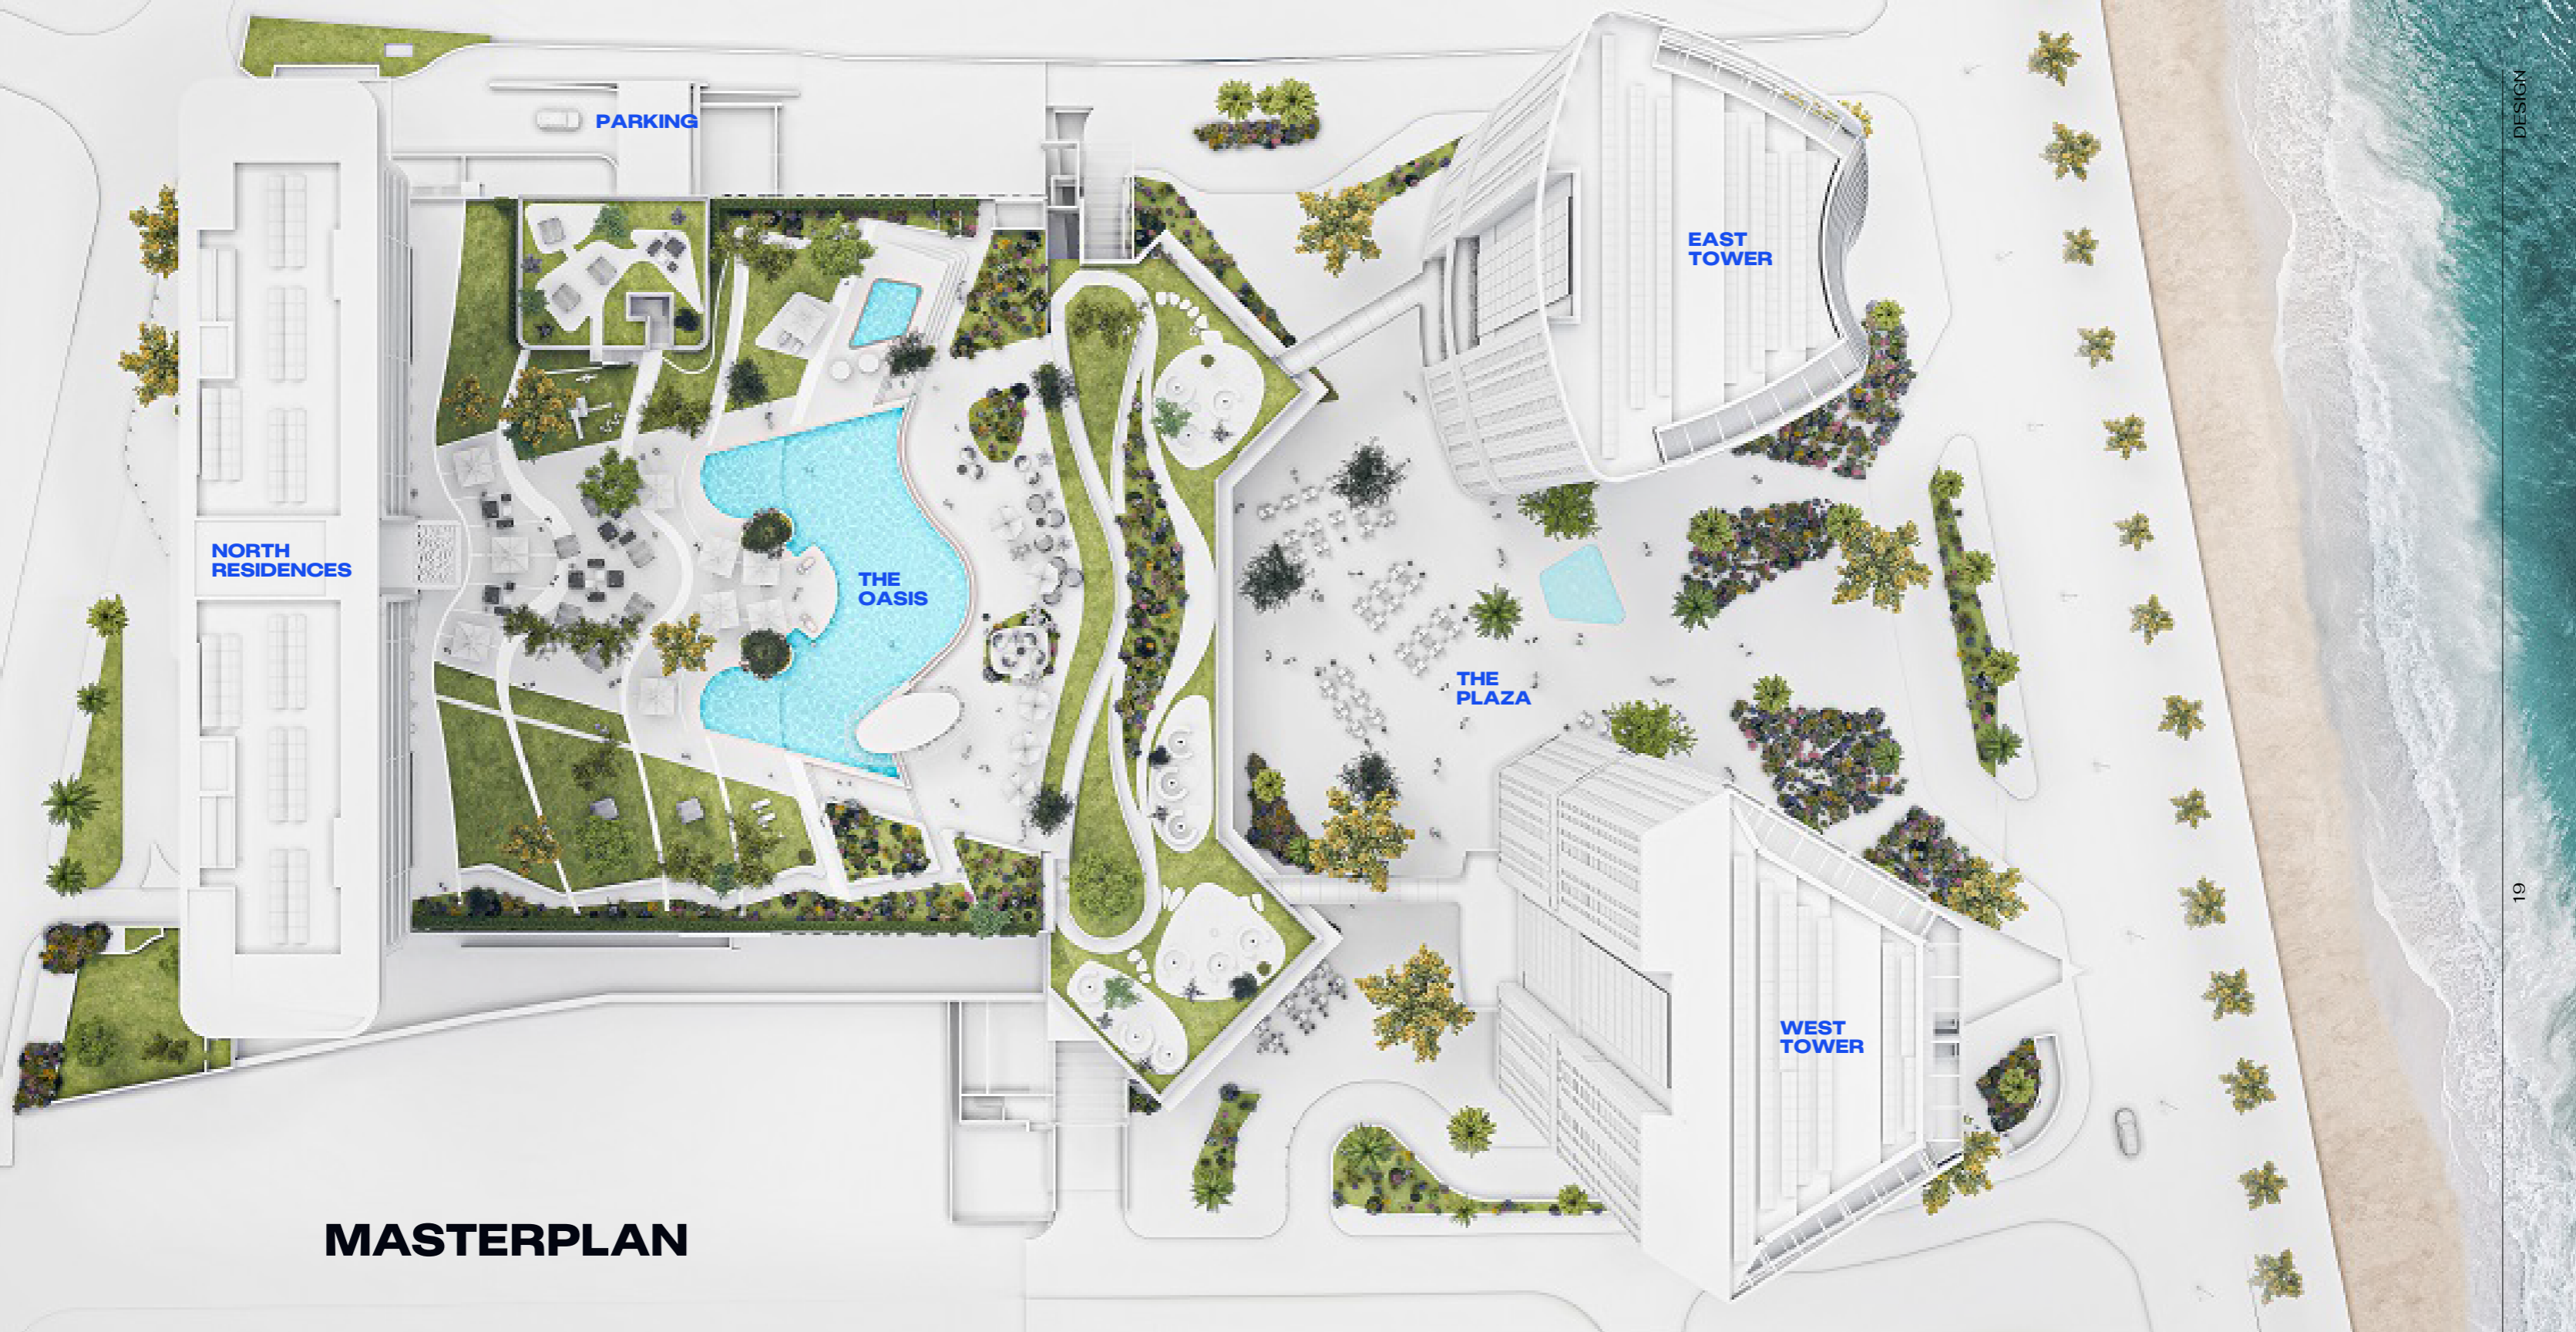 PARKING
EAST
TOWER
NORTH
RESIDENCES
THE
OASIS
THE
PLAZA
WEST
TOWER
MASTERPLAN
DESIGN
19